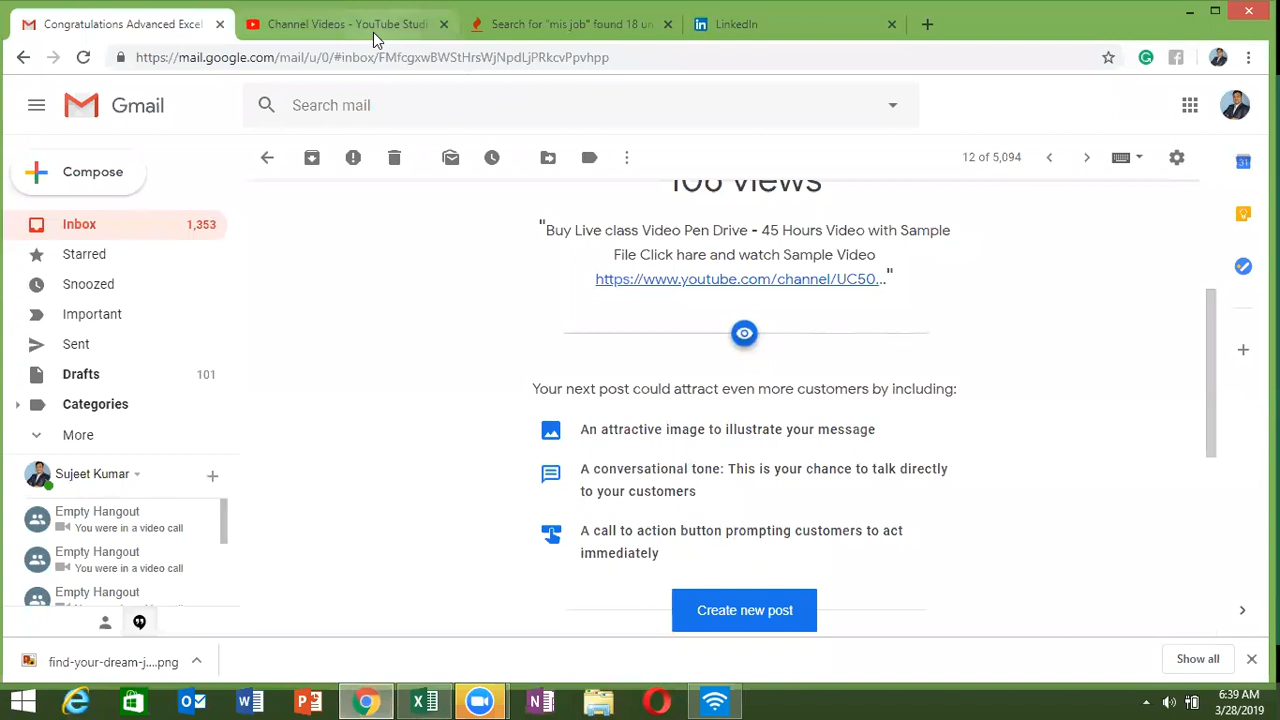 Congratulations Advanced Excel
Channel Videos - YouTube Studi
Search for "mis job" found 18 un
LinkedIn
https://mail.google.com/mail/u/0/#inbox/FMfcgxwBWStHrsWjNpdLjPRkcvPpvhpp
Gmail
Search mail
Compose
12 of 5,094
Inbox 1,353
Starred
Snoozed
Important
Sent
Drafts 101
Categories
More
Sujeet Kumar
Empty Hangout
You were in a video call
Empty Hangout
You were in a video call
Empty Hangout
108 views
"Buy Live class Video Pen Drive - 45 Hours Video with Sample
File Click hare and watch Sample Video
https://www.youtube.com/channel/UC50..."
Your next post could attract even more customers by including:
An attractive image to illustrate your message
A conversational tone: This is your chance to talk directly
to your customers
A call to action button prompting customers to act
immediately
Create new post
find-your-dream-j....png
Show all
6:39 AM
3/28/2019